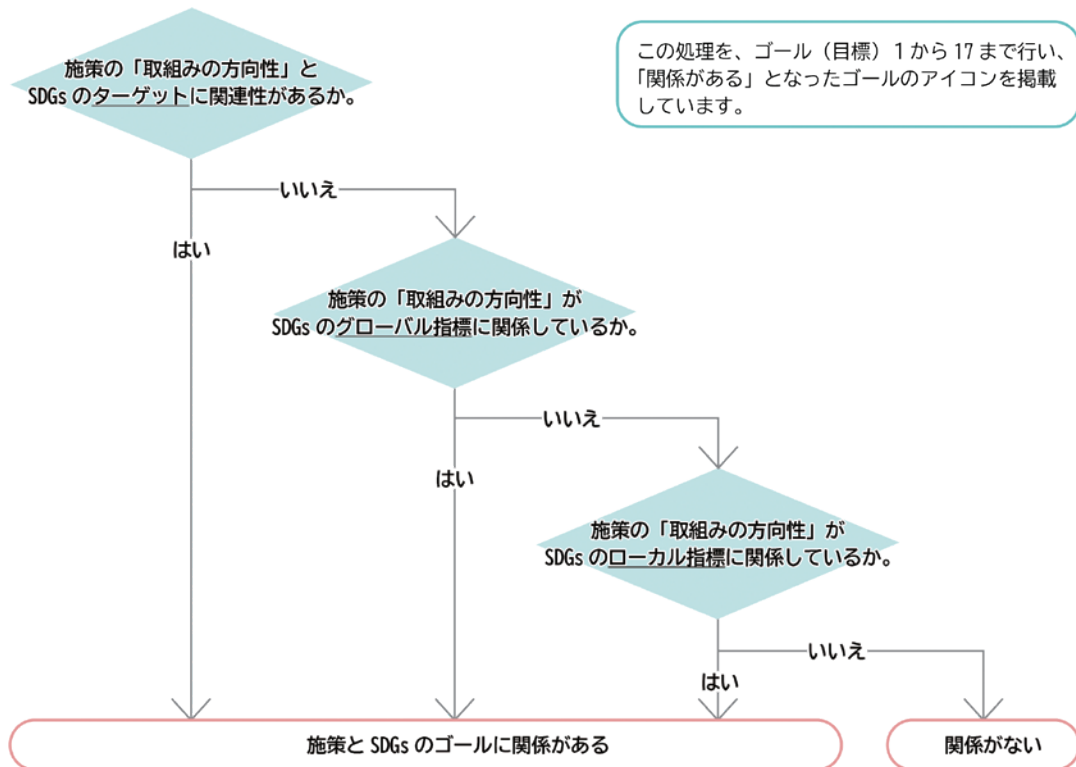 施策の「取組みの方向性」と
SDGs のターゲットに関連性があるか。
この処理を、ゴール（目標）1 から 17 まで行い、
「関係がある」となったゴールのアイコンを掲載
しています。
いいえ
はい
施策の「取組みの方向性」が
SDGs のグローバル指標に関係しているか。
いいえ
はい
施策の「取組みの方向性」が
SDGs のローカル指標に関係しているか。
いいえ
はい
施策と SDGs のゴールに関係がある
関係がない